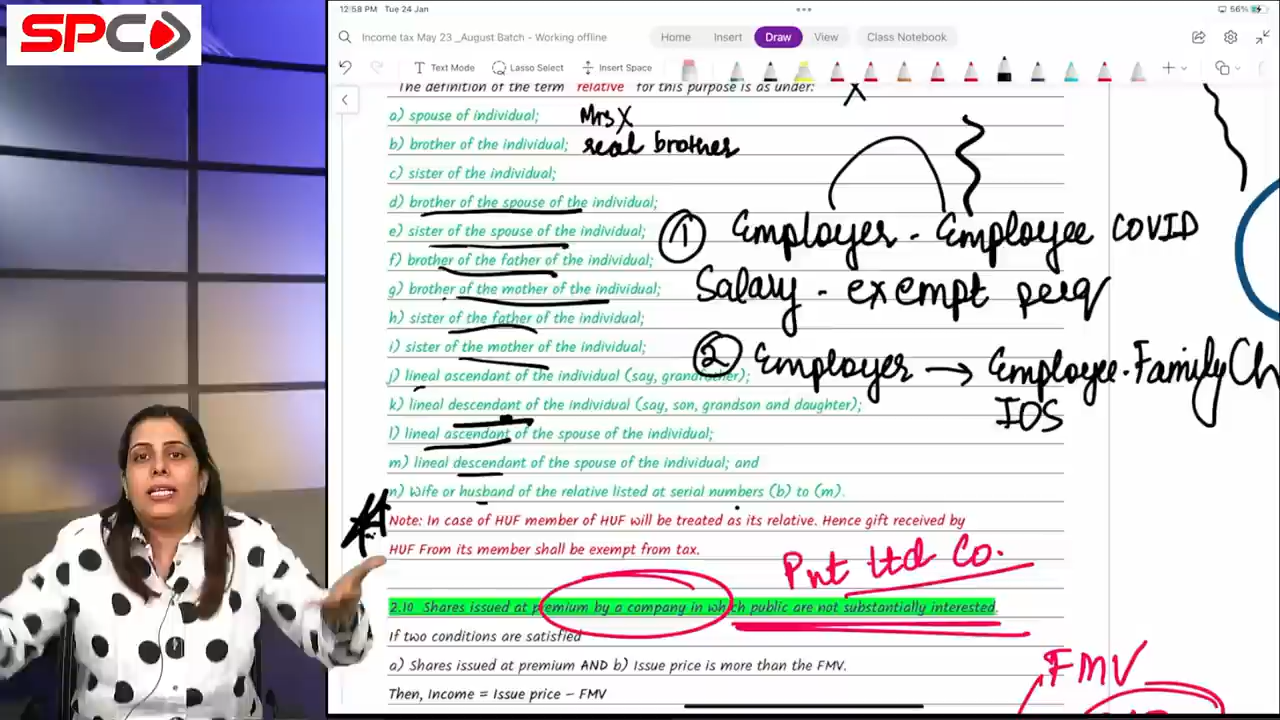 SPC
12:58 PM Tue 24 Jan
56%
Income tax May 23 _August Batch - Working offline
Home Insert Draw View Class Notebook
Text Mode Lasso Select Insert Space
The definition of the term relative for this purpose is as under:
X
a) spouse of individual; Mrs X
b) brother of the individual; real brother
c) sister of the individual;
d) brother of the spouse of the individual;
e) sister of the spouse of the individual;
① Employer - Employee COVID
f) brother of the father of the individual;
g) brother of the mother of the individual;
Salary - exempt perq
h) sister of the father of the individual;
i) sister of the mother of the individual;
② Employer → Employee. Family Ch
j) lineal ascendant of the individual (say, grandfather);
k) lineal descendant of the individual (say, son, grandson and daughter);
IOS
l) lineal ascendant of the spouse of the individual;
m) lineal descendant of the spouse of the individual; and
n) Wife or husband of the relative listed at serial numbers (b) to (m).
Note: In case of HUF member of HUF will be treated as its relative. Hence gift received by
HUF From its member shall be exempt from tax.
Pvt ltd Co.
2.10 Shares issued at premium by a company in which public are not substantially interested.
If two conditions are satisfied
a) Shares issued at premium AND b) Issue price is more than the FMV.
FMV
Then, Income = Issue price – FMV